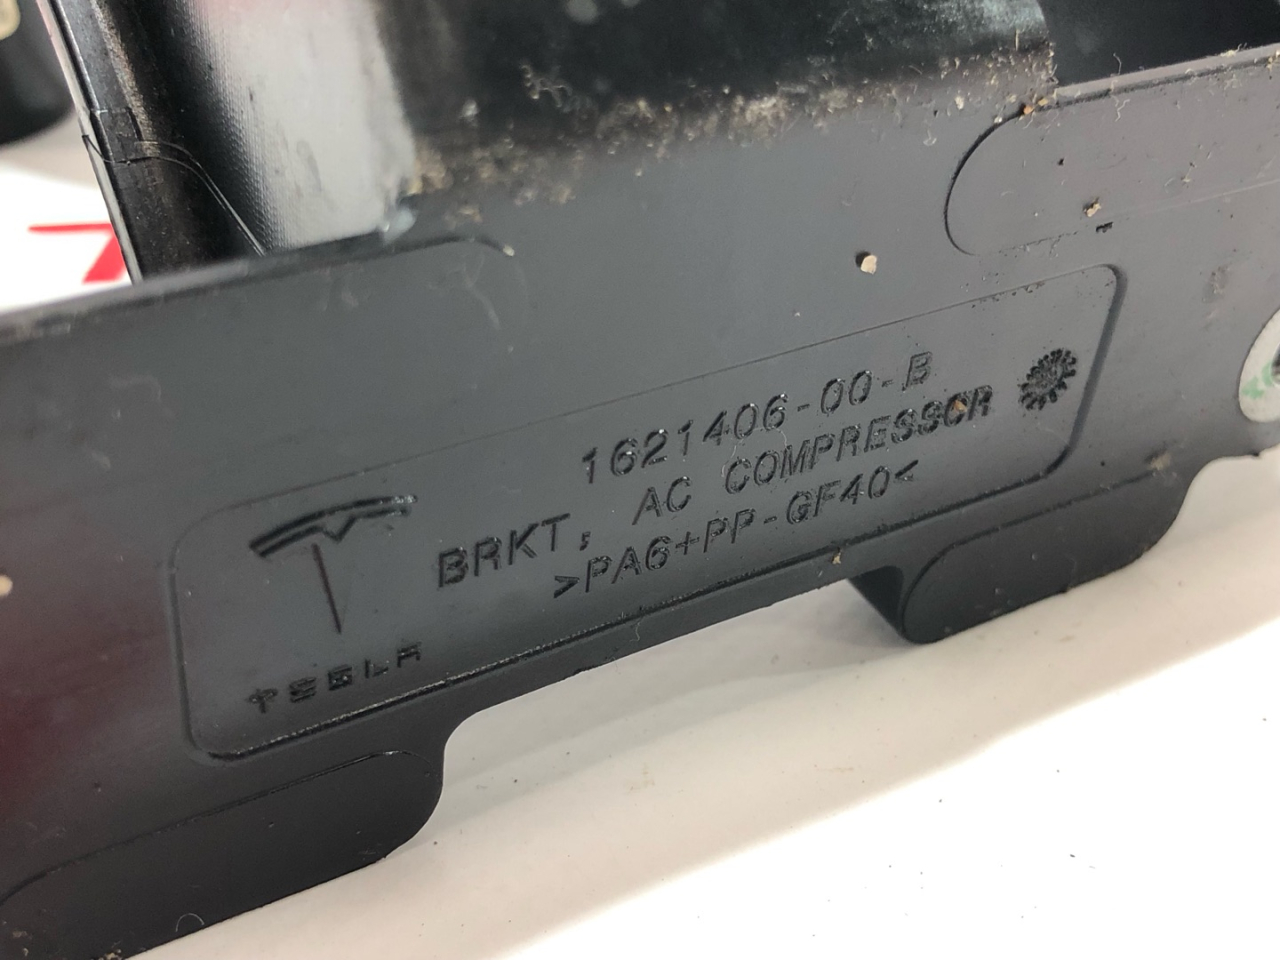 1621406-00-B
BRKT, AC COMPRESSOR
>PA6+PP-GF40<
TESLA